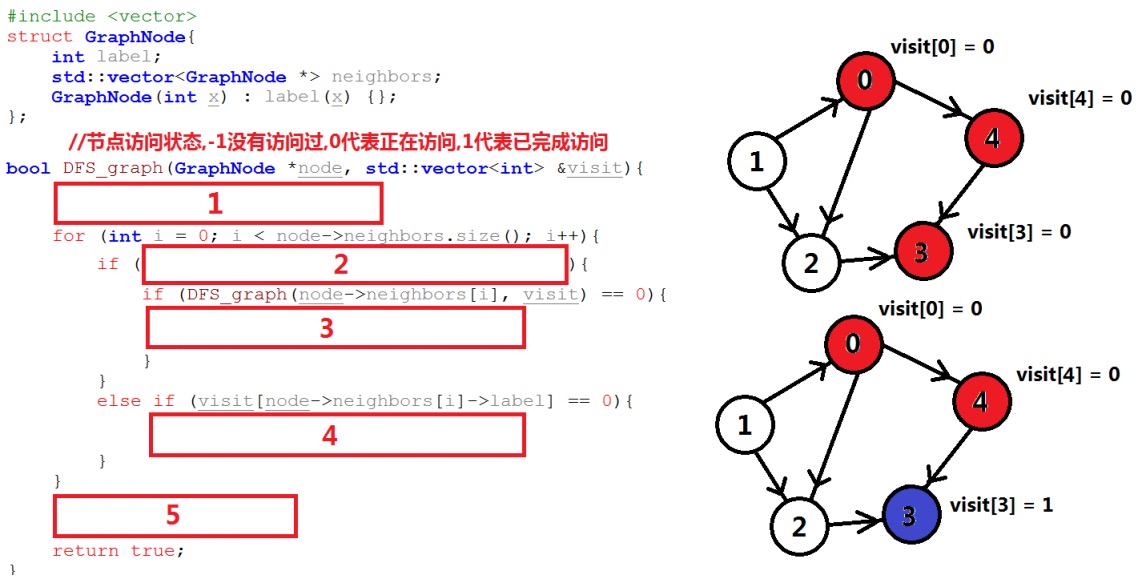 #include <vector>
struct GraphNode{
int label;
std::vector<GraphNode *> neighbors;
GraphNode(int x) : label(x) {};
};
//节点访问状态,-1没有访问过,0代表正在访问,1代表已完成访问
bool DFS_graph(GraphNode *node, std::vector<int> &visit){
1
for (int i = 0; i < node->neighbors.size(); i++){
if ( 2 ){
if (DFS_graph(node->neighbors[i], visit) == 0){
3
}
}
else if (visit[node->neighbors[i]->label] == 0){
4
}
}
5
return true;
}
visit[0] = 0
0
visit[4] = 0
4
1
visit[3] = 0
3
2
visit[0] = 0
0
visit[4] = 0
4
1
visit[3] = 1
3
2